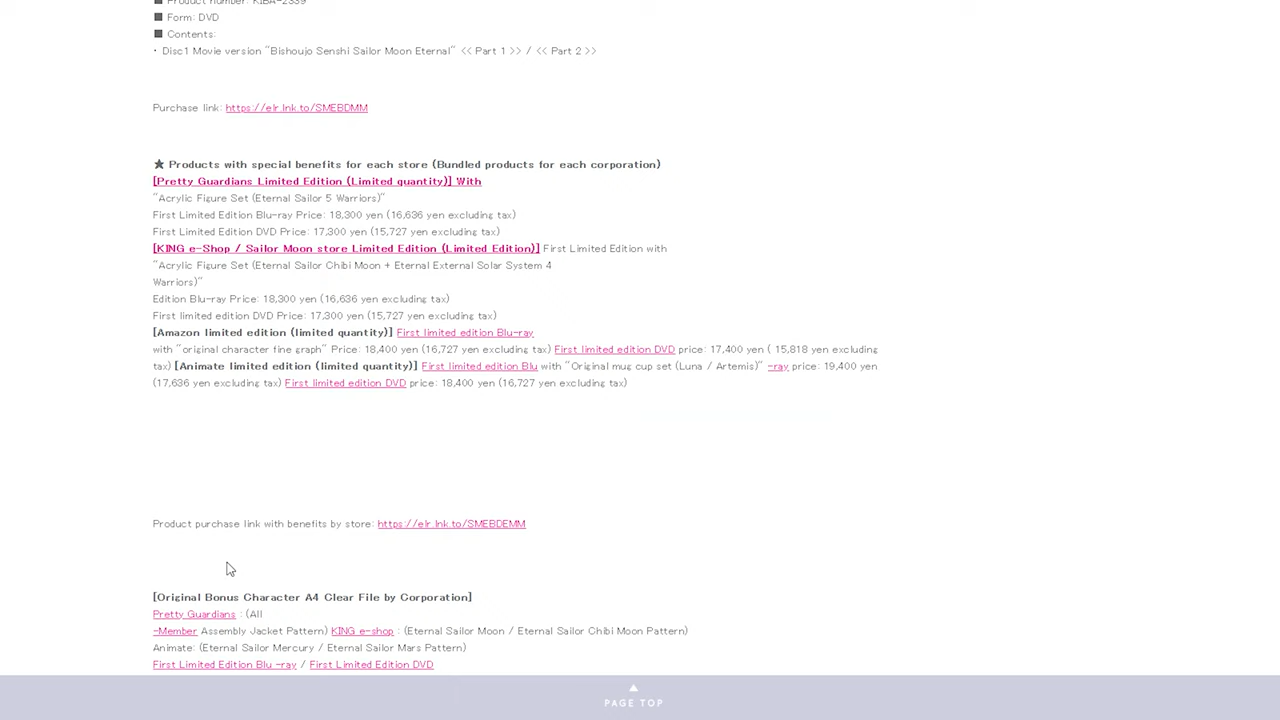 ■ Product number: KIBA-2339
■ Form: DVD
■ Contents:
・ Disc1 Movie version "Bishoujo Senshi Sailor Moon Eternal" << Part 1 >> / << Part 2 >>
Purchase link: https://elr.lnk.to/SMEBDMM
★ Products with special benefits for each store (Bundled products for each corporation)
[Pretty Guardians Limited Edition (Limited quantity)] With
"Acrylic Figure Set (Eternal Sailor 5 Warriors)"
First Limited Edition Blu-ray Price: 18,300 yen (16,636 yen excluding tax)
First Limited Edition DVD Price: 17,300 yen (15,727 yen excluding tax)
[KING e-Shop / Sailor Moon store Limited Edition (Limited Edition)] First Limited Edition with
"Acrylic Figure Set (Eternal Sailor Chibi Moon + Eternal External Solar System 4
Warriors)"
Edition Blu-ray Price: 18,300 yen (16,636 yen excluding tax)
First limited edition DVD Price: 17,300 yen (15,727 yen excluding tax)
[Amazon limited edition (limited quantity)] First limited edition Blu-ray
with "original character fine graph" Price: 18,400 yen (16,727 yen excluding tax) First limited edition DVD price: 17,400 yen ( 15,818 yen excluding
tax) [Animate limited edition (limited quantity)] First limited edition Blu with "Original mug cup set (Luna / Artemis)" -ray price: 19,400 yen
(17,636 yen excluding tax) First limited edition DVD price: 18,400 yen (16,727 yen excluding tax)
Product purchase link with benefits by store: https://elr.lnk.to/SMEBDEMM
[Original Bonus Character A4 Clear File by Corporation]
Pretty Guardians : (All
-Member Assembly Jacket Pattern) KING e-shop : (Eternal Sailor Moon / Eternal Sailor Chibi Moon Pattern)
Animate: (Eternal Sailor Mercury / Eternal Sailor Mars Pattern)
First Limited Edition Blu -ray / First Limited Edition DVD
▲
PAGE TOP